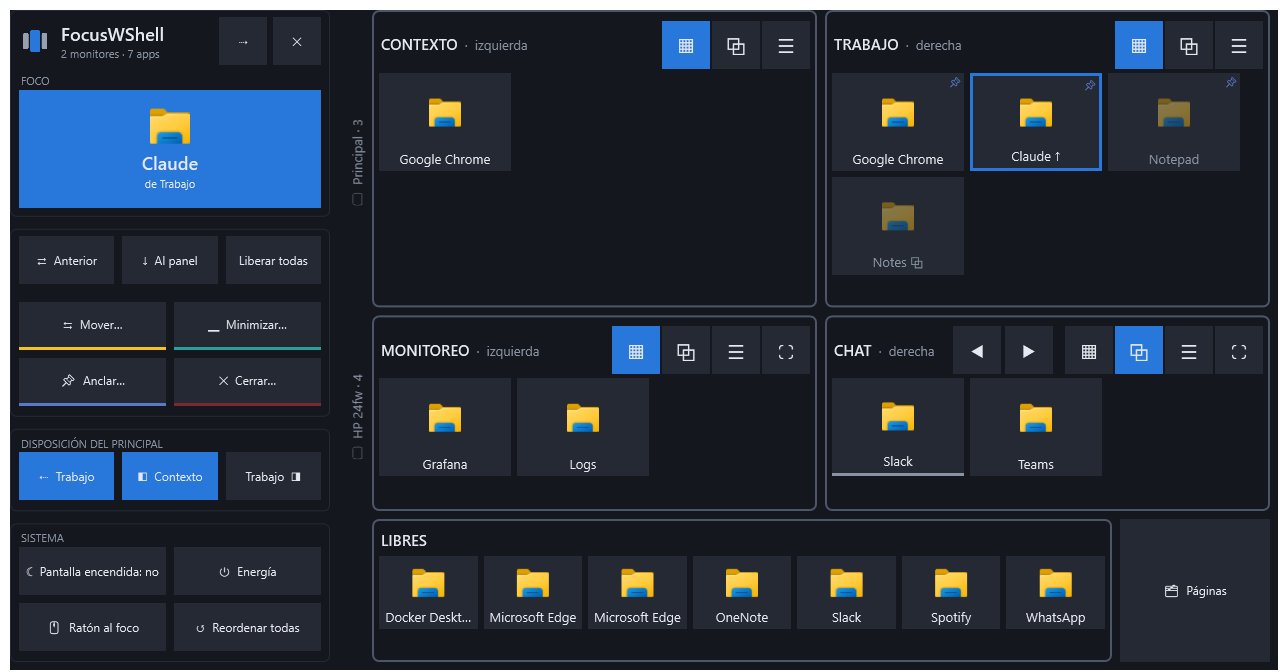 FocusWShell
2 monitores · 7 apps
→
×
FOCO
Claude
de Trabajo
⇄ Anterior
↓ Al panel
Liberar todas
⇆ Mover...
Minimizar...
Anclar...
Cerrar...
DISPOSICIÓN DEL PRINCIPAL
← Trabajo
Contexto
Trabajo
SISTEMA
Pantalla encendida: no
Energía
Ratón al foco
↺ Reordenar todas
Principal · 3
HP 24fw · 4
CONTEXTO · izquierda
Google Chrome
TRABAJO · derecha
Google Chrome
Claude ↑
Notepad
Notes
MONITOREO · izquierda
Grafana
Logs
CHAT · derecha
Slack
Teams
LIBRES
Docker Deskt...
Microsoft Edge
Microsoft Edge
OneNote
Slack
Spotify
WhatsApp
Páginas